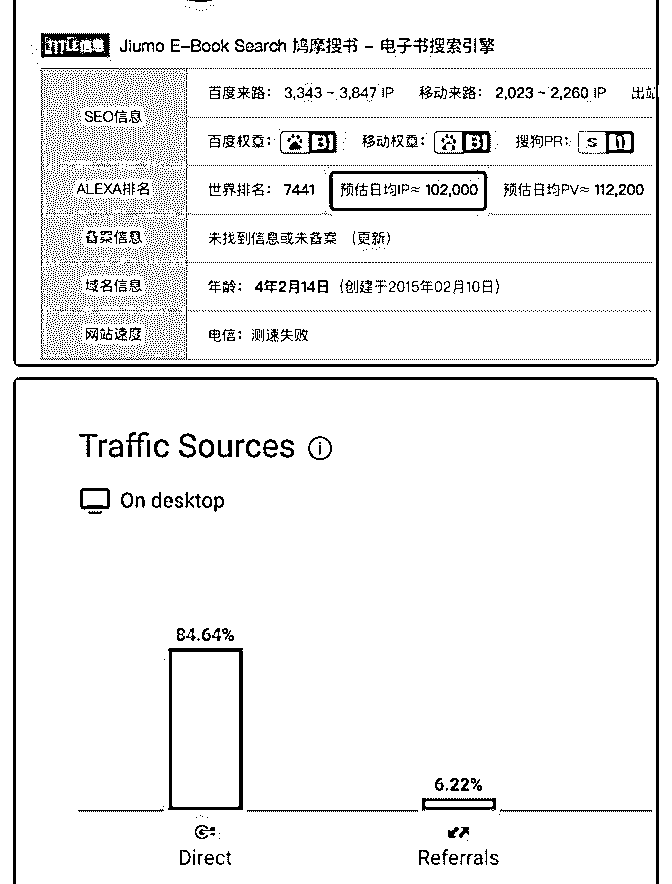 Jiumo E-Book Search 鸠摩搜书 - 电子书搜索引擎
SEO信息
百度来路: 3,343 ~ 3,847 IP 移动来路: 2,023 ~ 2,260 IP 出站
百度权重: 移动权重: 搜狗PR: S
ALEXA排名 世界排名: 7441 预估日均IP≈ 102,000 预估日均PV≈ 112,200
备案信息 未找到信息或未备案 (更新)
域名信息 年龄: 4年2月14日 (创建于2015年02月10日)
网站速度 电信: 测速失败
Traffic Sources
On desktop
84.64%
6.22%
Direct Referrals